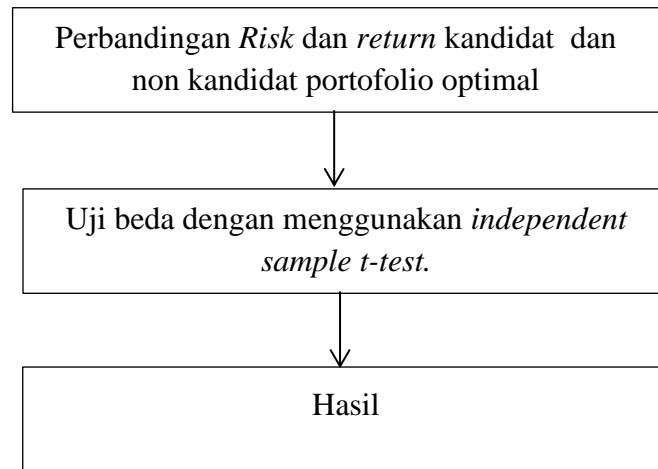 Perbandingan Risk dan return kandidat dan
non kandidat portofolio optimal
Uji beda dengan menggunakan independent
sample t-test.
Hasil